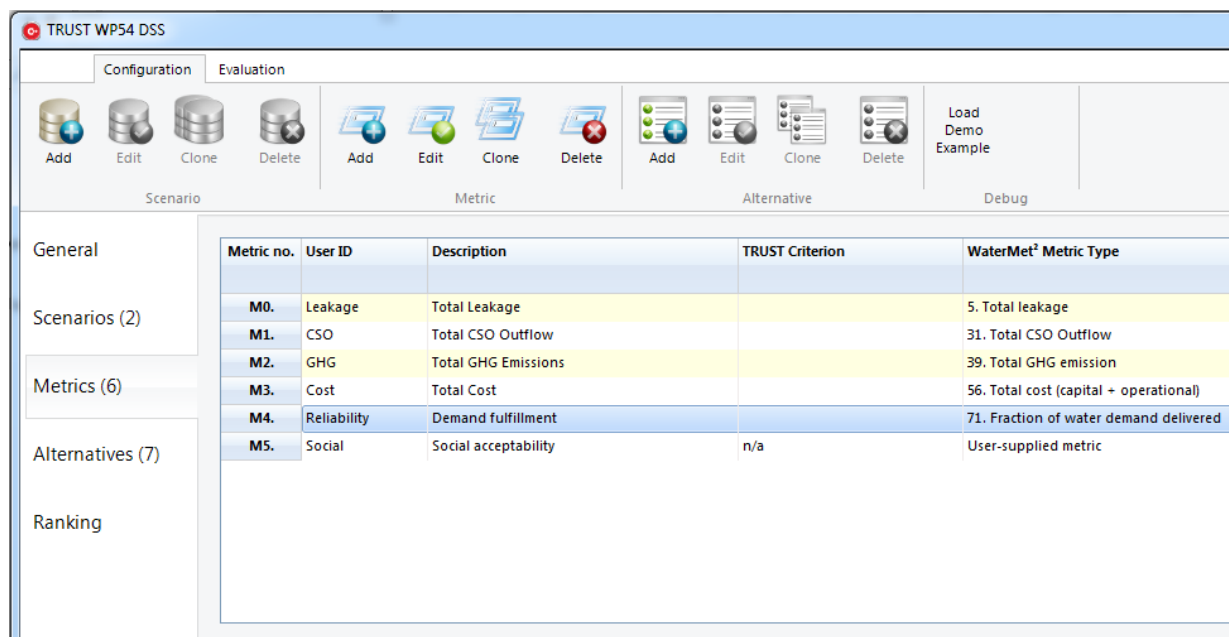 TRUST WP54 DSS
Configuration Evaluation
Add Edit Clone Delete Add Edit Clone Delete Add Edit Clone Delete Load
Demo
Example
Scenario Metric Alternative Debug
General
Scenarios (2)
Metrics (6)
Alternatives (7)
Ranking
Metric no. User ID Description TRUST Criterion WaterMet² Metric Type
M0. Leakage Total Leakage 5. Total leakage
M1. CSO Total CSO Outflow 31. Total CSO Outflow
M2. GHG Total GHG Emissions 39. Total GHG emission
M3. Cost Total Cost 56. Total cost (capital + operational)
M4. Reliability Demand fulfillment 71. Fraction of water demand delivered
M5. Social Social acceptability n/a User-supplied metric